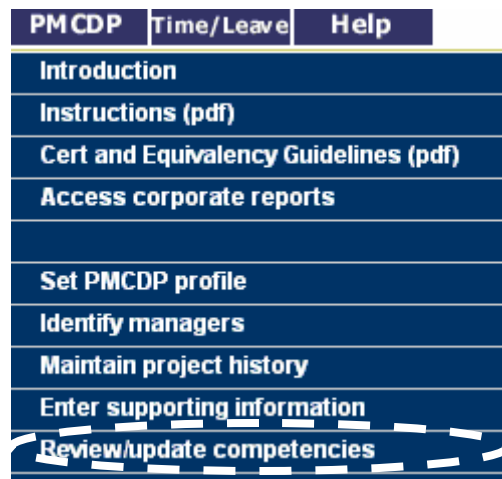 PMCDP Time/Leave Help
Introduction
Instructions (pdf)
Cert and Equivalency Guidelines (pdf)
Access corporate reports
Set PMCDP profile
Identify managers
Maintain project history
Enter supporting information
Review/update competencies